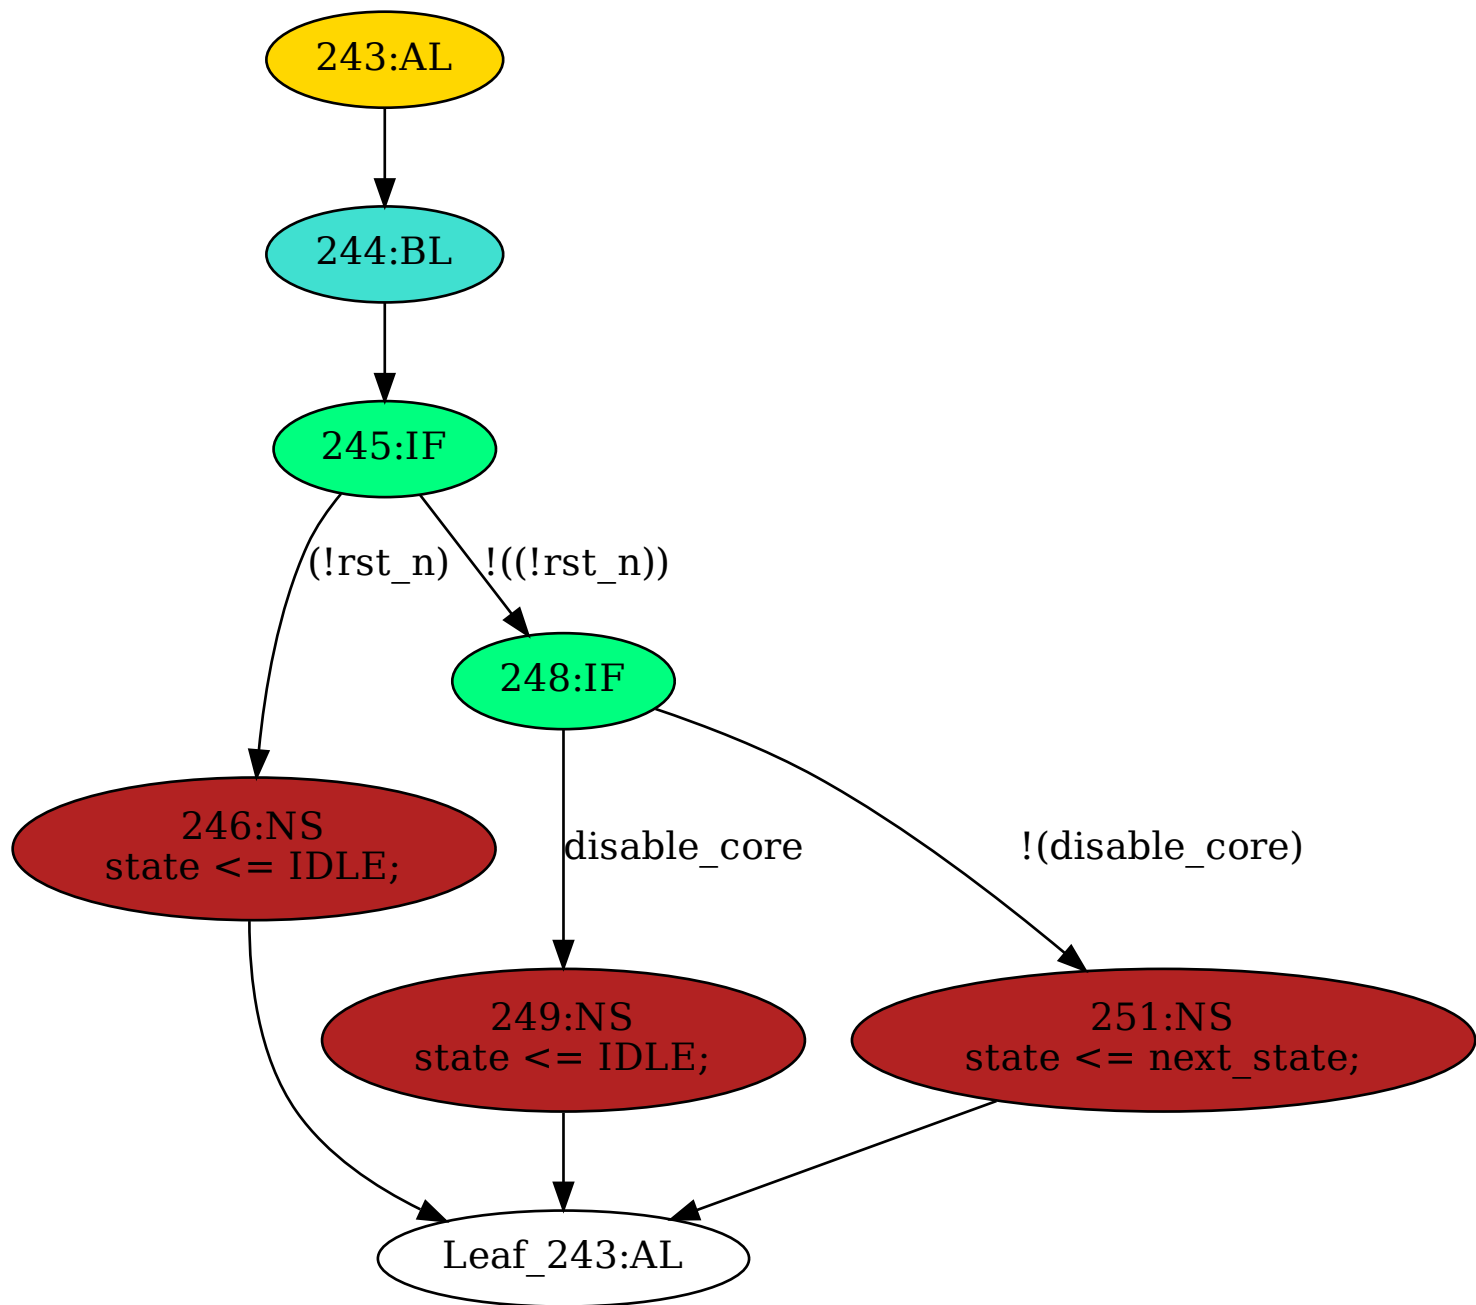 243:AL
244:BL
245:IF
(!rst_n)
!((!rst_n))
248:IF
246:NS
state <= IDLE;
disable_core
!(disable_core)
249:NS
state <= IDLE;
251:NS
state <= next_state;
Leaf_243:AL